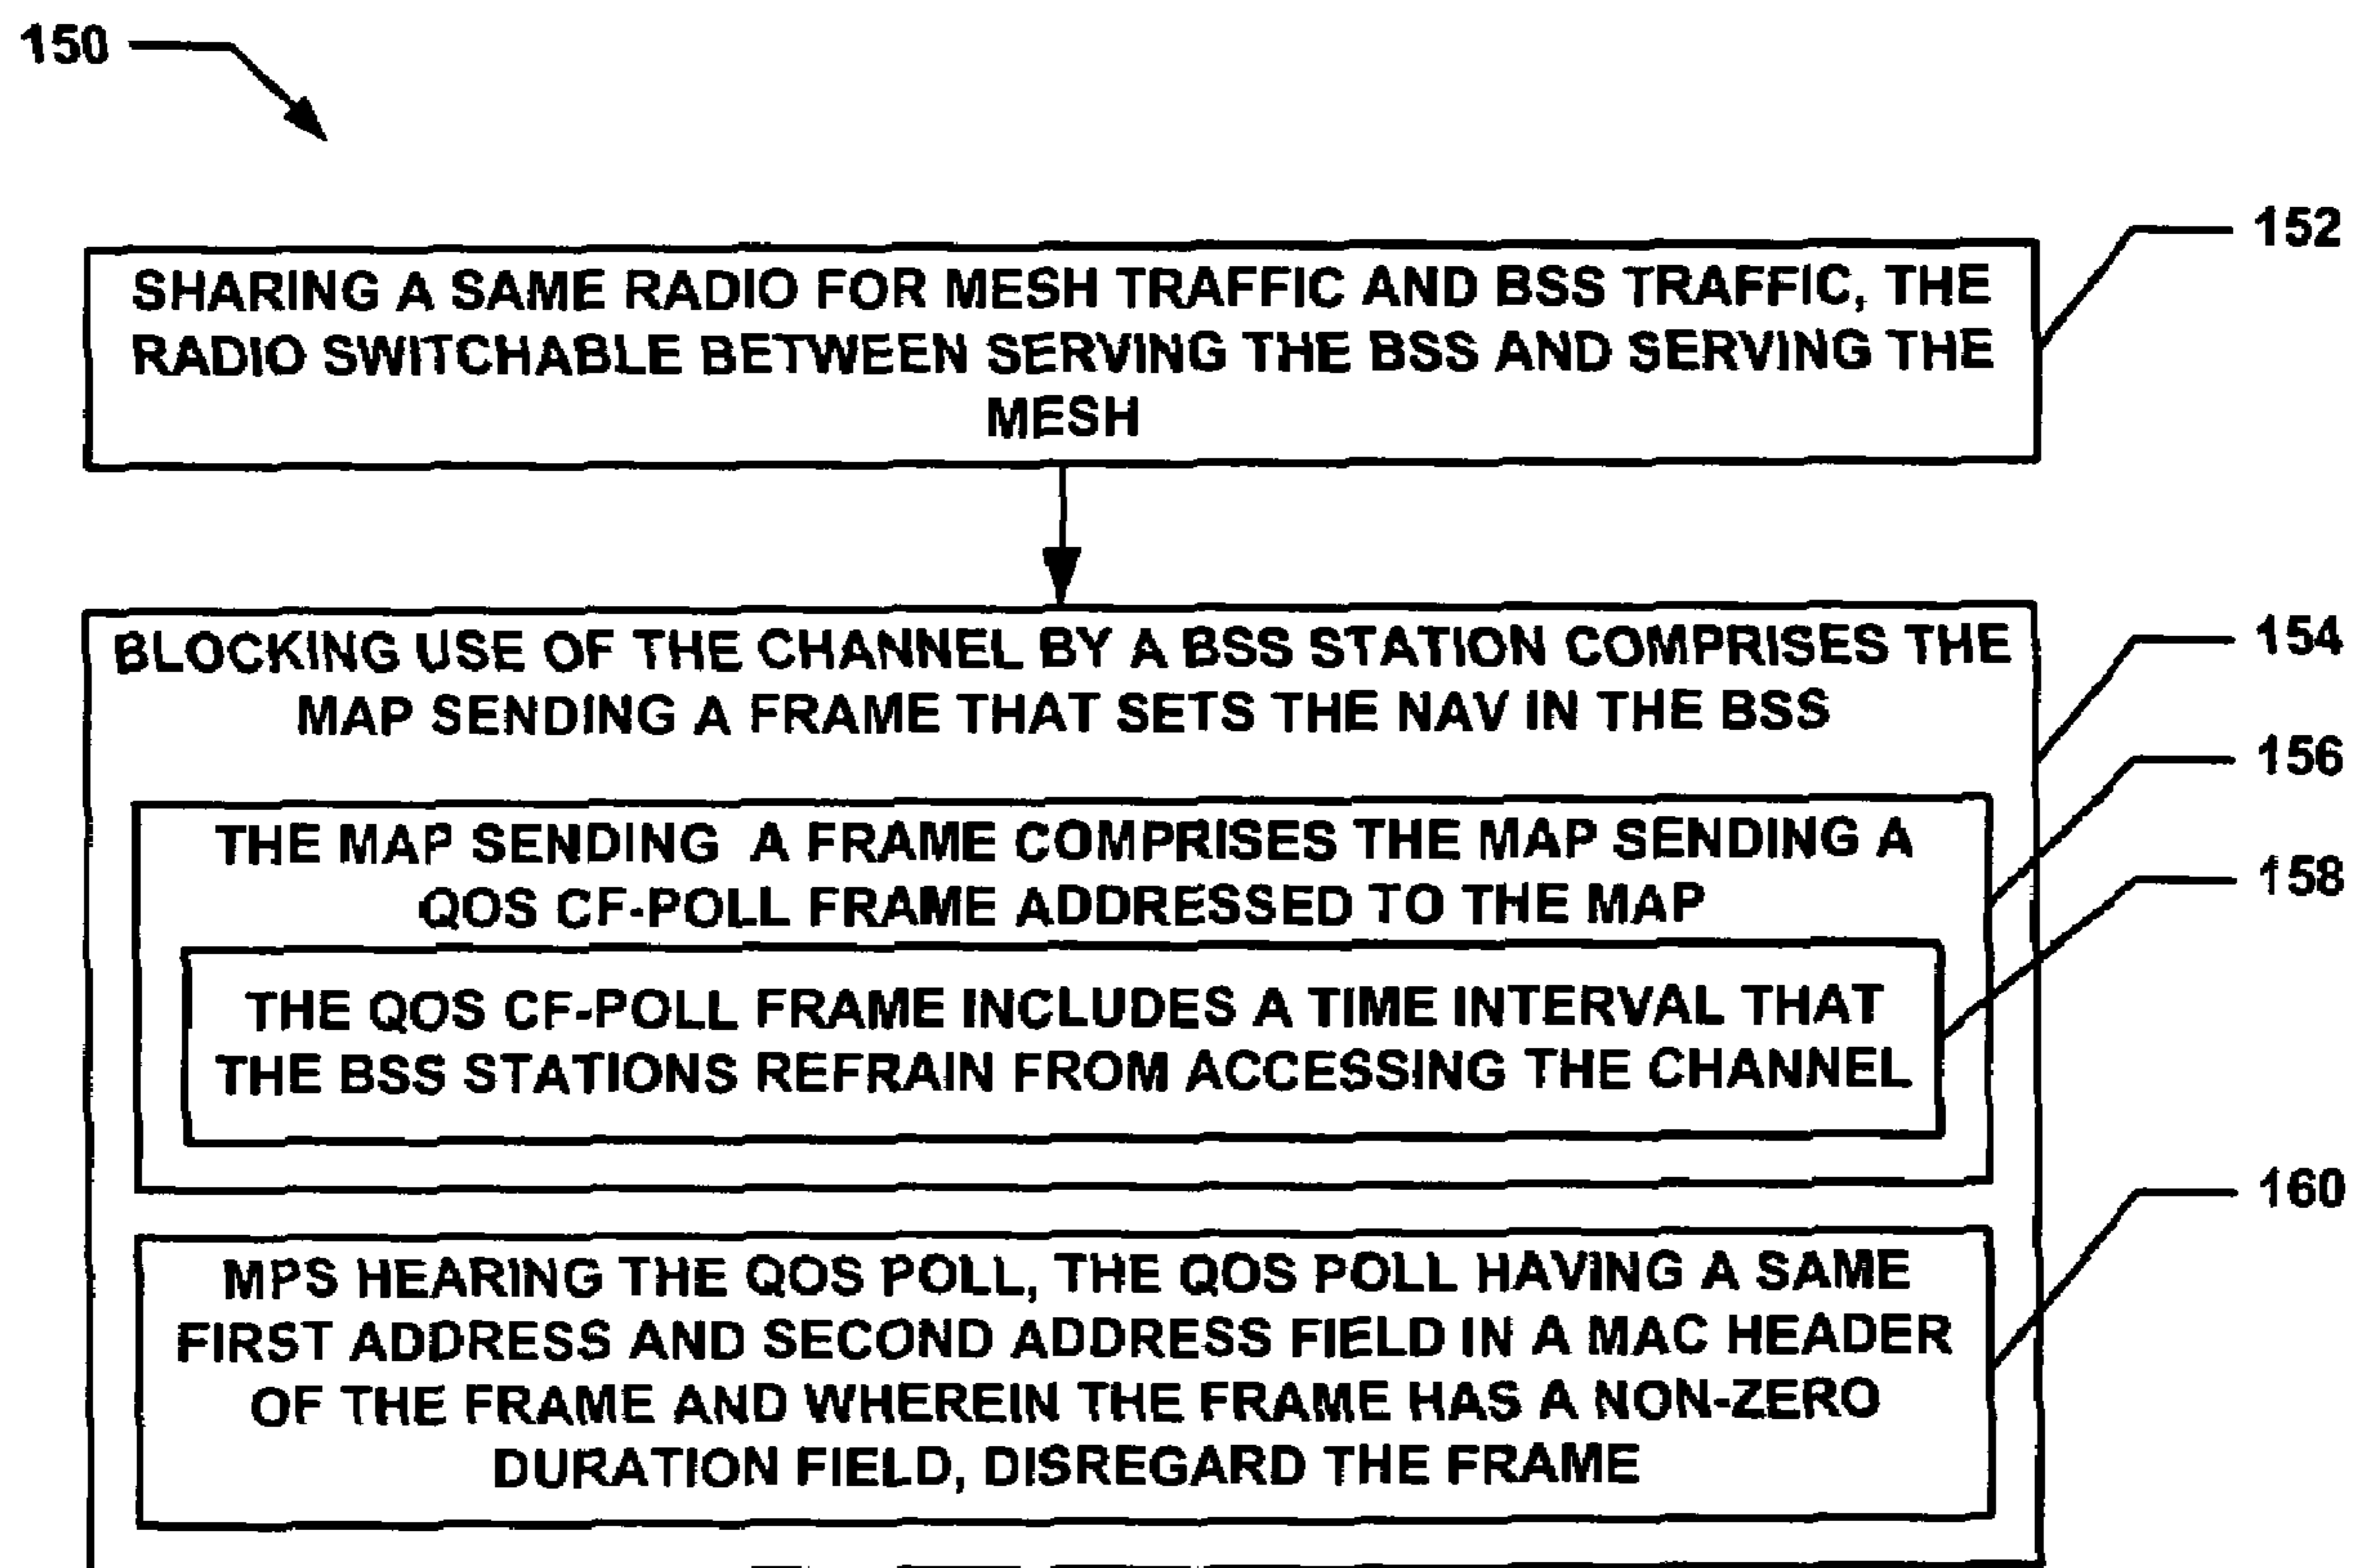 150
152
SHARING A SAME RADIO FOR MESH TRAFFIC AND BSS TRAFFIC, THE
RADIO SWITCHABLE BETWEEN SERVING THE BSS AND SERVING THE
MESH
154
BLOCKING USE OF THE CHANNEL BY A BSS STATION COMPRISES THE
MAP SENDING A FRAME THAT SETS THE NAV IN THE BSS
156
THE MAP SENDING A FRAME COMPRISES THE MAP SENDING A
QOS CF-POLL FRAME ADDRESSED TO THE MAP
158
THE QOS CF-POLL FRAME INCLUDES A TIME INTERVAL THAT
THE BSS STATIONS REFRAIN FROM ACCESSING THE CHANNEL
160
MPS HEARING THE QOS POLL, THE QOS POLL HAVING A SAME
FIRST ADDRESS AND SECOND ADDRESS FIELD IN A MAC HEADER
OF THE FRAME AND WHEREIN THE FRAME HAS A NON-ZERO
DURATION FIELD, DISREGARD THE FRAME